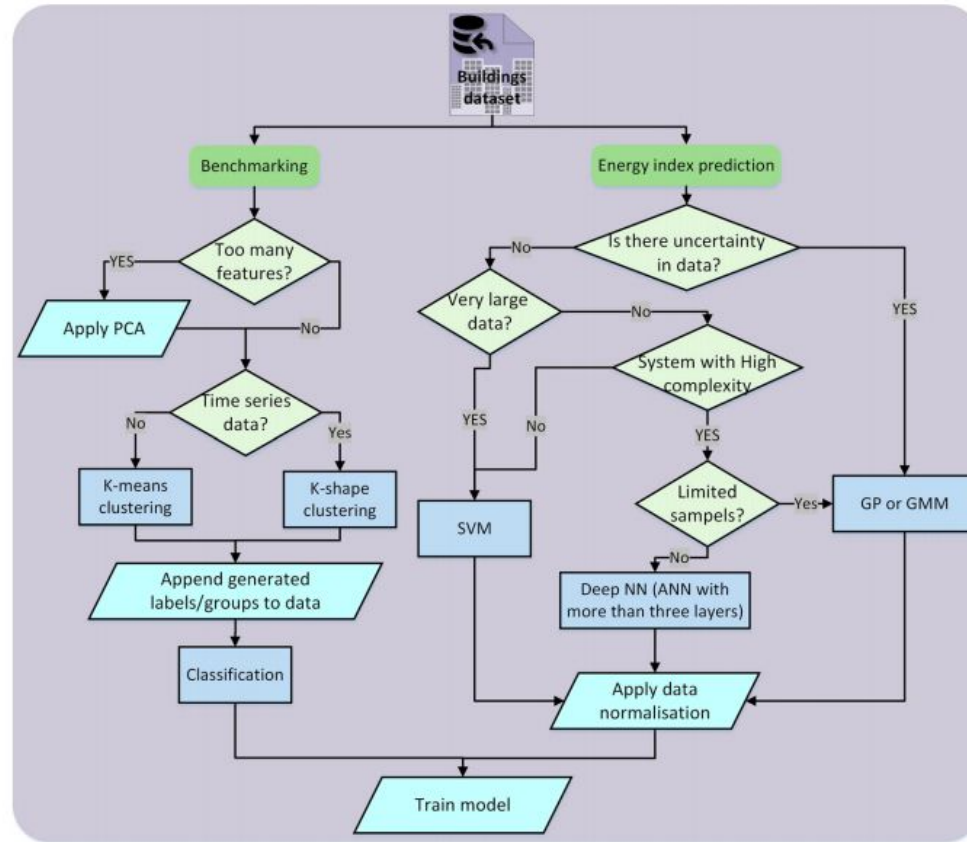 Buildings
dataset
Benchmarking
Energy index prediction
Too many
features?
YES
No
Apply PCA
Time series
data?
No
Yes
K-means
clustering
K-shape
clustering
Append generated
labels/groups to data
Classification
Is there uncertainty
in data?
No
YES
Very large
data?
No
YES
System with High
complexity
No
YES
Limited
sampels?
Yes
No
SVM
GP or GMM
Deep NN (ANN with
more than three layers)
Apply data
normalisation
Train model